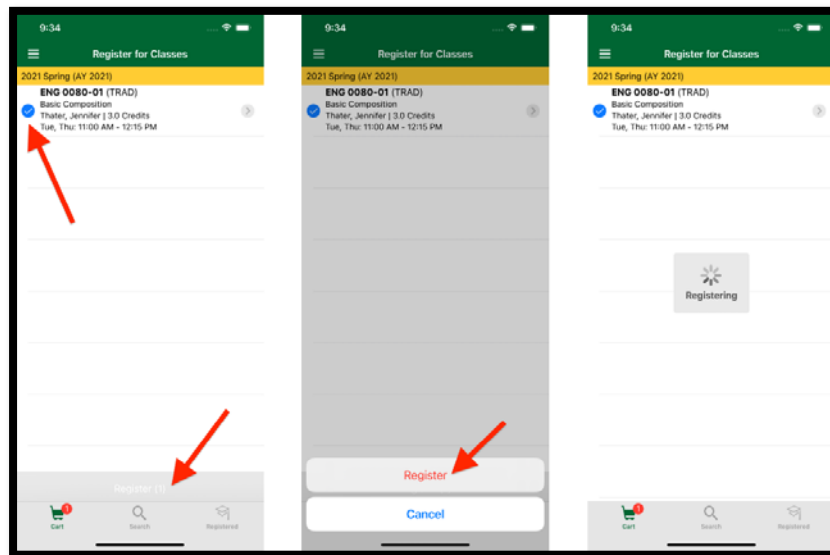 9:34
Register for Classes
2021 Spring (AY 2021)
ENG 0080-01 (TRAD)
Basic Composition
Thater, Jennifer | 3.0 Credits
Tue, Thu: 11:00 AM - 12:15 PM
Register (1)
1
Cart
Search
Registered
9:34
Register for Classes
2021 Spring (AY 2021)
ENG 0080-01 (TRAD)
Basic Composition
Thater, Jennifer | 3.0 Credits
Tue, Thu: 11:00 AM - 12:15 PM
Register
Cancel
9:34
Register for Classes
2021 Spring (AY 2021)
ENG 0080-01 (TRAD)
Basic Composition
Thater, Jennifer | 3.0 Credits
Tue, Thu: 11:00 AM - 12:15 PM
Registering
1
Cart
Search
Registered